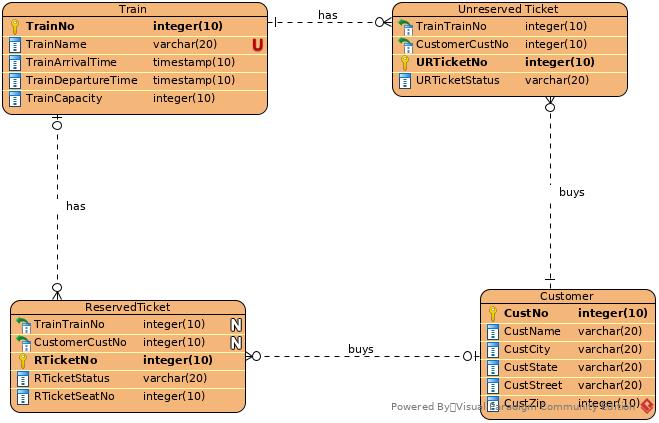 Train
TrainNo integer(10)
TrainName varchar(20) U
TrainArrivalTime timestamp(10)
TrainDepartureTime timestamp(10)
TrainCapacity integer(10)
has
Unreserved Ticket
TrainTrainNo integer(10)
CustomerCustNo integer(10)
URTicketNo integer(10)
URTicketStatus varchar(20)
has
buys
ReservedTicket
TrainTrainNo integer(10) N
CustomerCustNo integer(10) N
RTicketNo integer(10)
RTicketStatus varchar(20)
RTicketSeatNo integer(10)
buys
Customer
CustNo integer(10)
CustName varchar(20)
CustCity varchar(20)
CustState varchar(20)
CustStreet varchar(20)
CustZip integer(10)
Powered By Visual Paradigm Community Edition